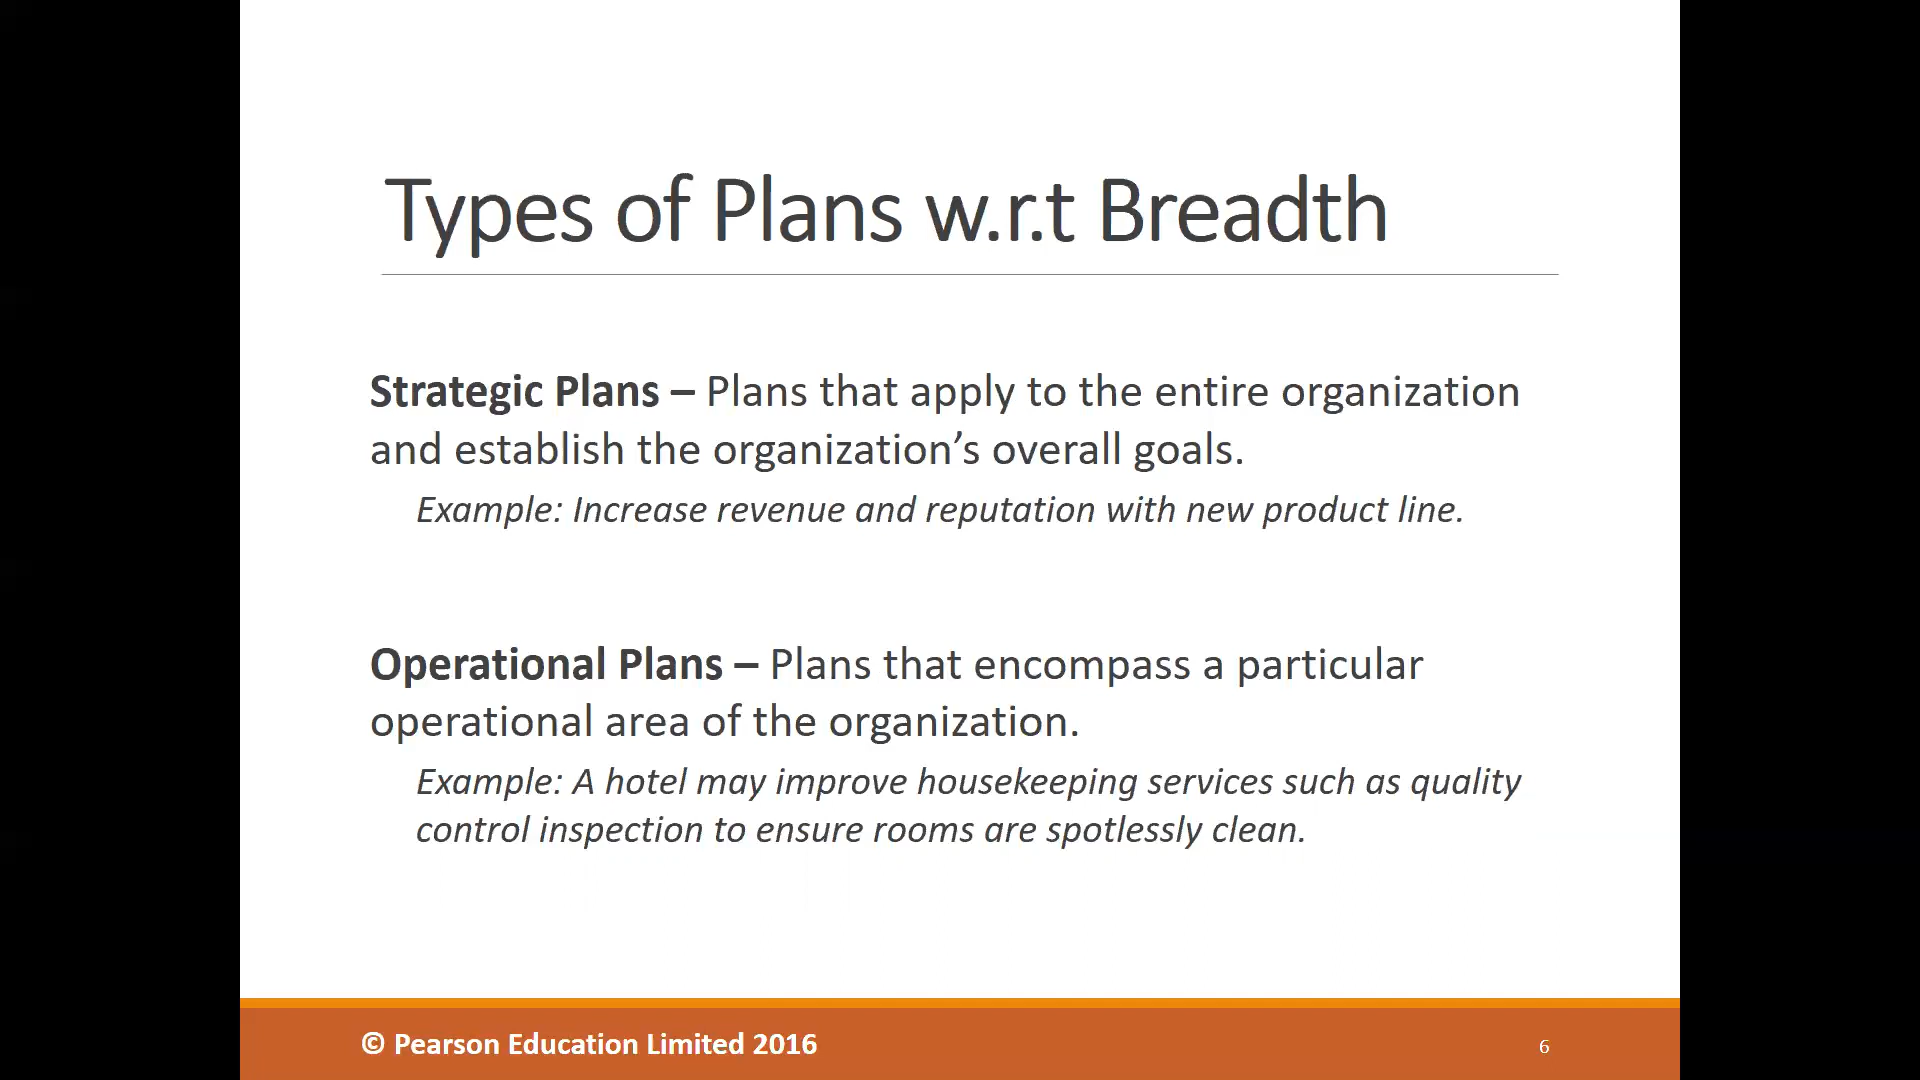 Types of Plans w.r.t Breadth
Strategic Plans – Plans that apply to the entire organization
and establish the organization’s overall goals.
Example: Increase revenue and reputation with new product line.
Operational Plans – Plans that encompass a particular
operational area of the organization.
Example: A hotel may improve housekeeping services such as quality
control inspection to ensure rooms are spotlessly clean.
© Pearson Education Limited 2016
6